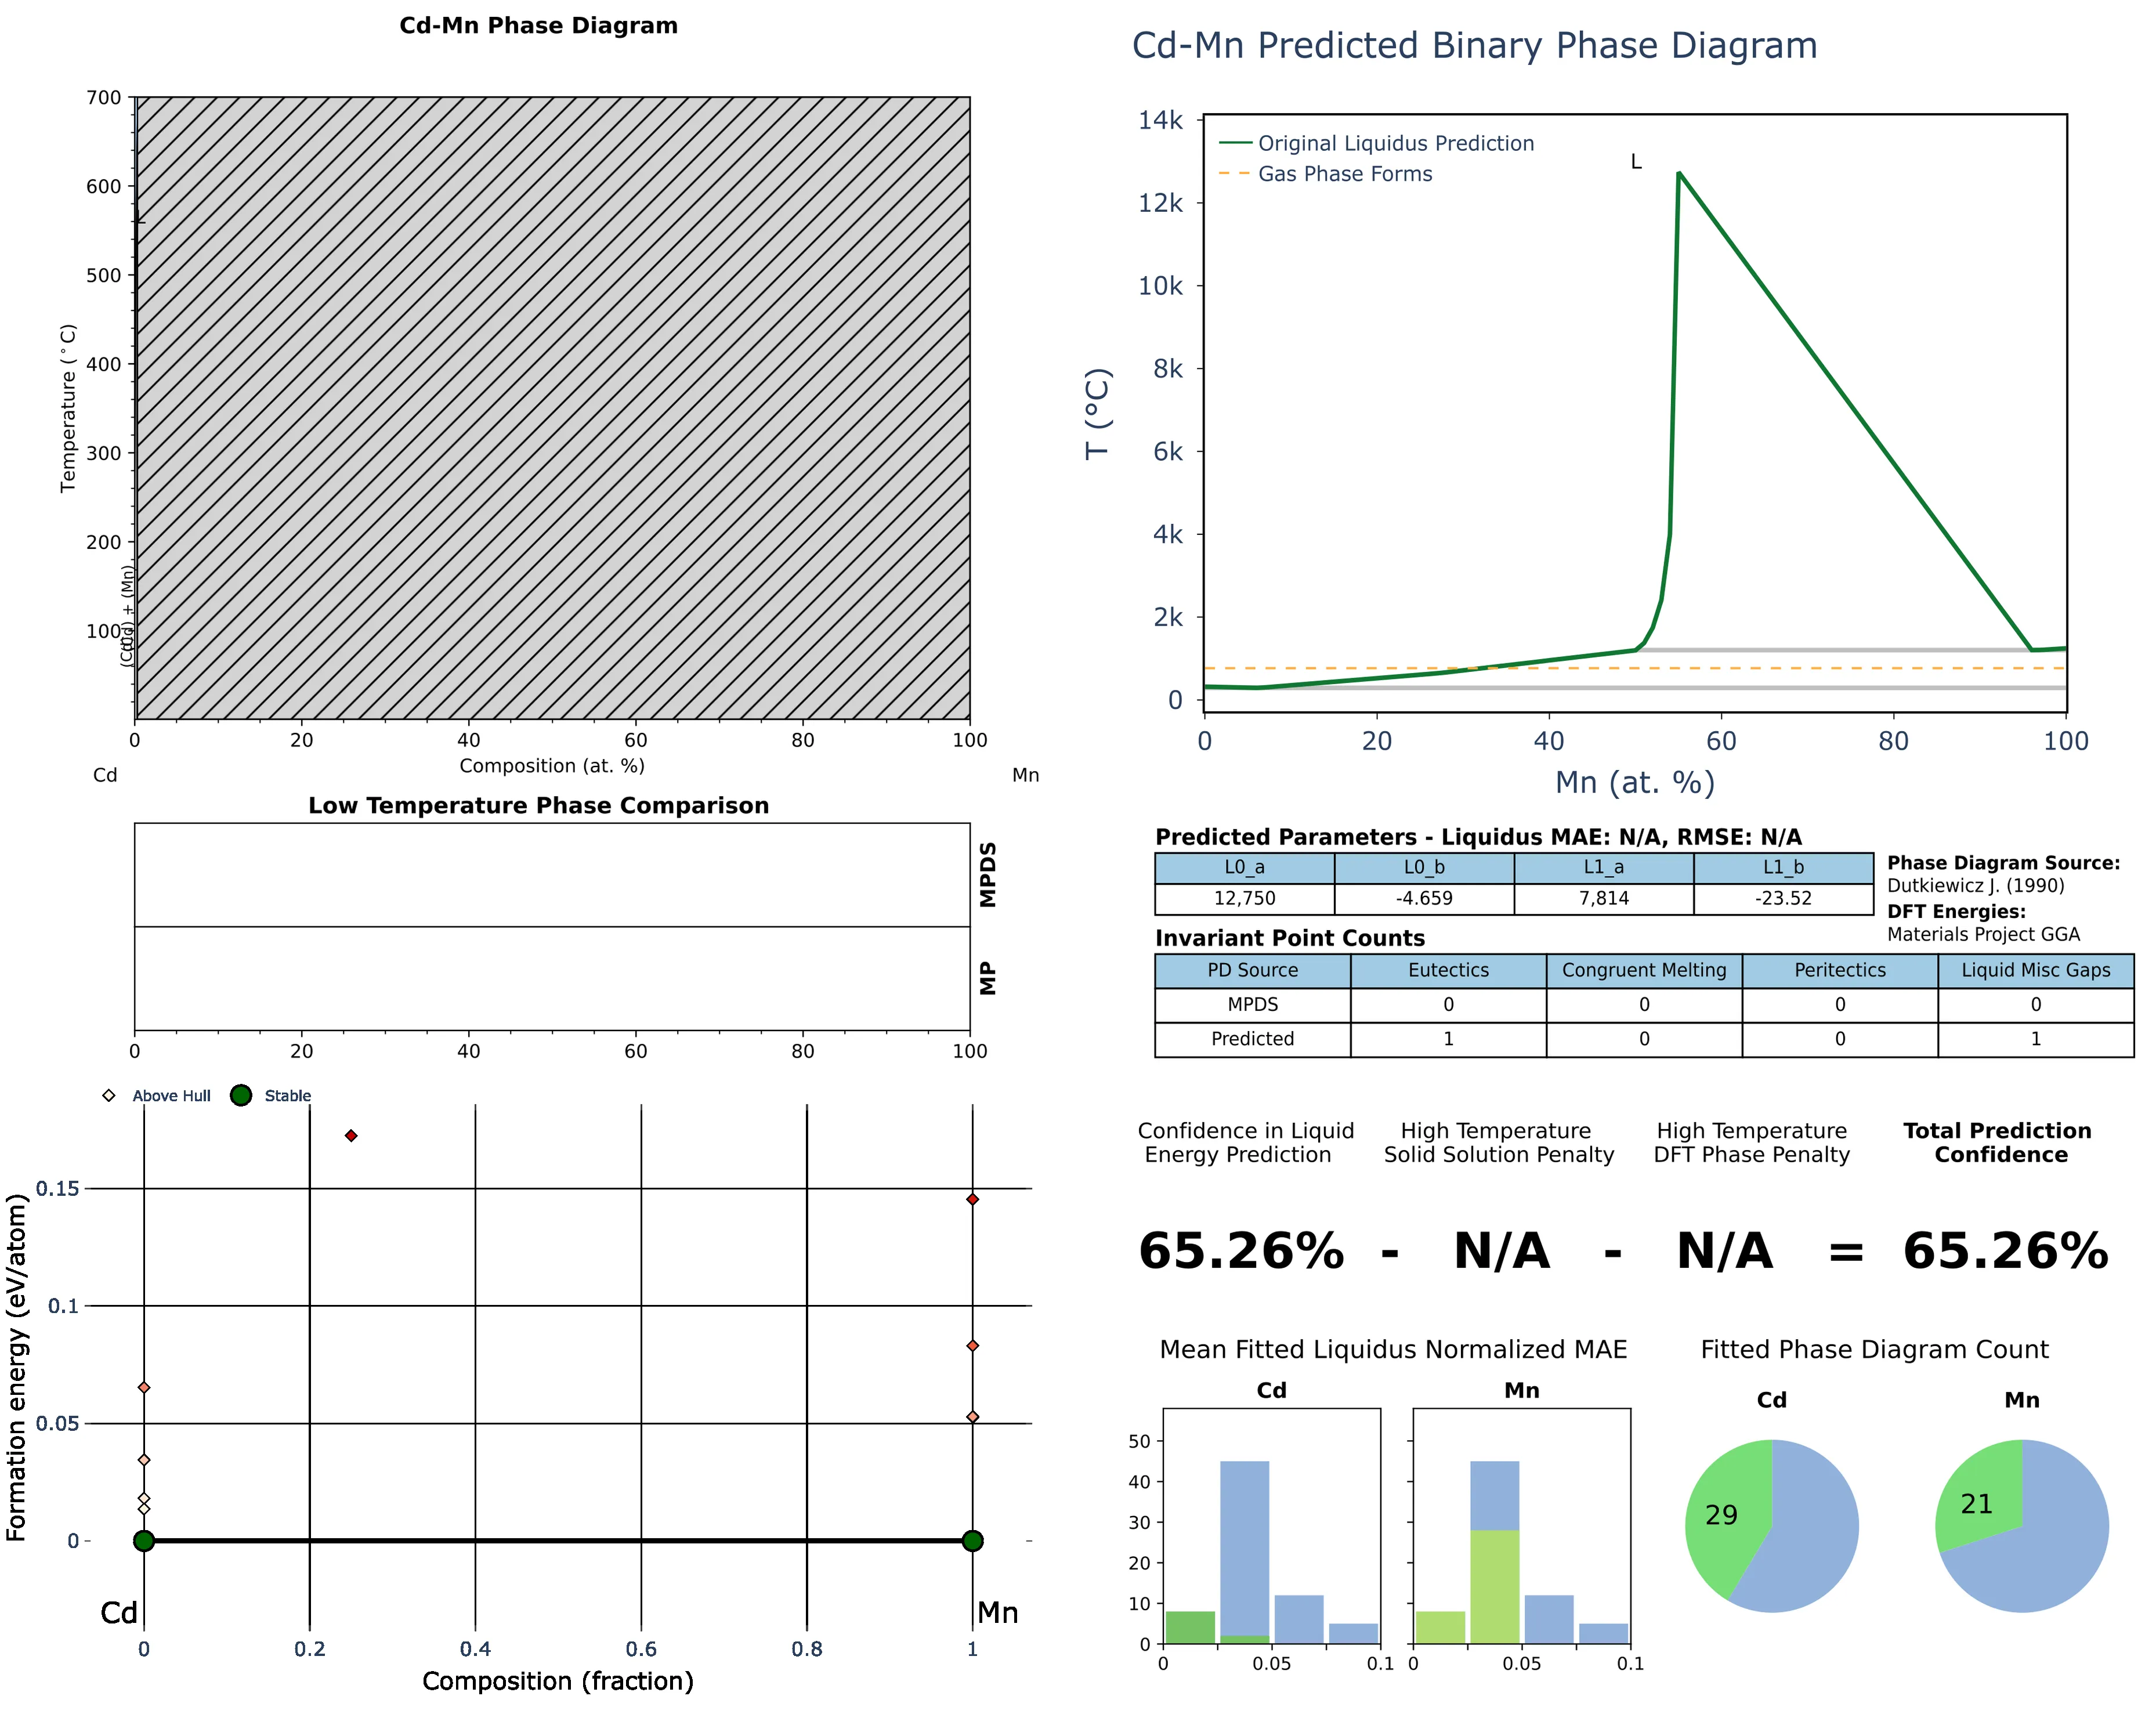 Cd-Mn Phase Diagram
700
600
500
400
300
200
100
Temperature (°C)
L
(Cd) + (Mn)
0 20 40 60 80 100
Composition (at. %)
Cd Mn
Low Temperature Phase Comparison
MPDS
MP
0 20 40 60 80 100
Above Hull Stable
0.15
0.1
0.05
0
Formation energy (eV/atom)
Cd Mn
0 0.2 0.4 0.6 0.8 1
Composition (fraction)
Cd-Mn Predicted Binary Phase Diagram
Original Liquidus Prediction
Gas Phase Forms
L
14k
12k
10k
8k
6k
4k
2k
0
T (°C)
0 20 40 60 80 100
Mn (at. %)
Predicted Parameters - Liquidus MAE: N/A, RMSE: N/A
L0_a L0_b L1_a L1_b
12,750 -4.659 7,814 -23.52
Phase Diagram Source:
Dutkiewicz J. (1990)
DFT Energies:
Materials Project GGA
Invariant Point Counts
PD Source Eutectics Congruent Melting Peritectics Liquid Misc Gaps
MPDS 0 0 0 0
Predicted 1 0 0 1
Confidence in Liquid
Energy Prediction
High Temperature
Solid Solution Penalty
High Temperature
DFT Phase Penalty
Total Prediction
Confidence
65.26% - N/A - N/A = 65.26%
Mean Fitted Liquidus Normalized MAE
Cd Mn
50
40
30
20
10
0
0 0.05 0.1
0 0.05 0.1
Fitted Phase Diagram Count
Cd Mn
29 21